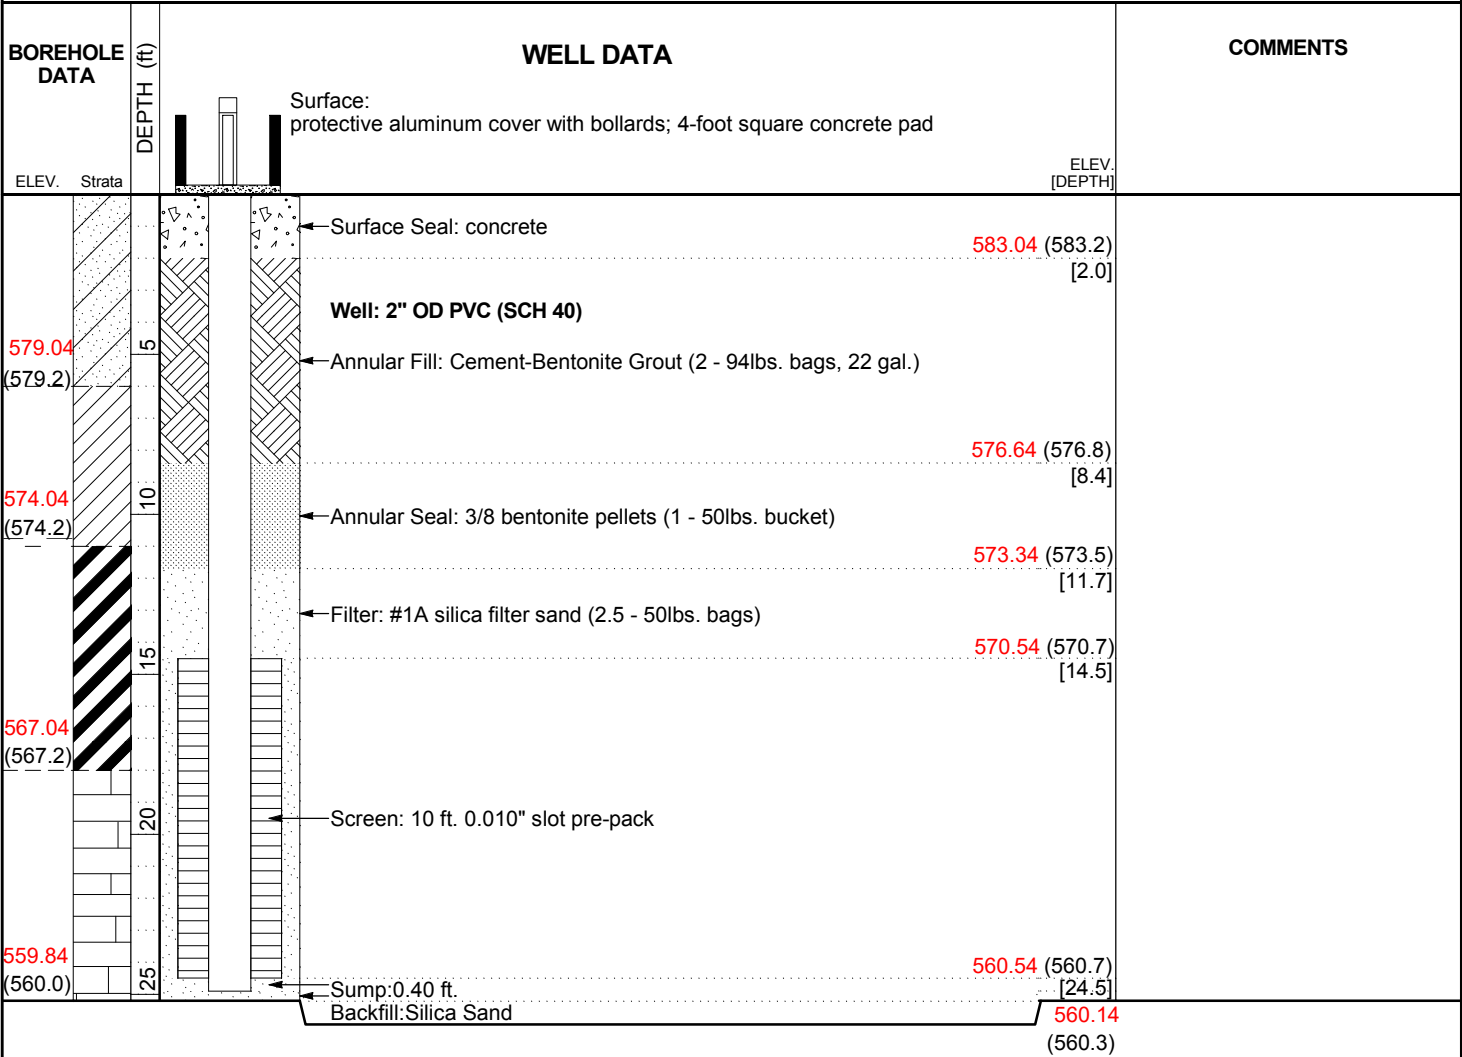 BOREHOLE
DATA
DEPTH (ft)
WELL DATA
COMMENTS
Surface:
protective aluminum cover with bollards; 4-foot square concrete pad
ELEV. Strata
ELEV.
[DEPTH]
Surface Seal: concrete
583.04 (583.2)
[2.0]
Well: 2" OD PVC (SCH 40)
579.04
(579.2)
5
Annular Fill: Cement-Bentonite Grout (2 - 94lbs. bags, 22 gal.)
576.64 (576.8)
[8.4]
574.04
(574.2)
10
Annular Seal: 3/8 bentonite pellets (1 - 50lbs. bucket)
573.34 (573.5)
[11.7]
Filter: #1A silica filter sand (2.5 - 50lbs. bags)
570.54 (570.7)
[14.5]
15
567.04
(567.2)
20
Screen: 10 ft. 0.010" slot pre-pack
559.84
(560.0)
25
560.54 (560.7)
[24.5]
Sump:0.40 ft.
Backfill:Silica Sand
560.14
(560.3)